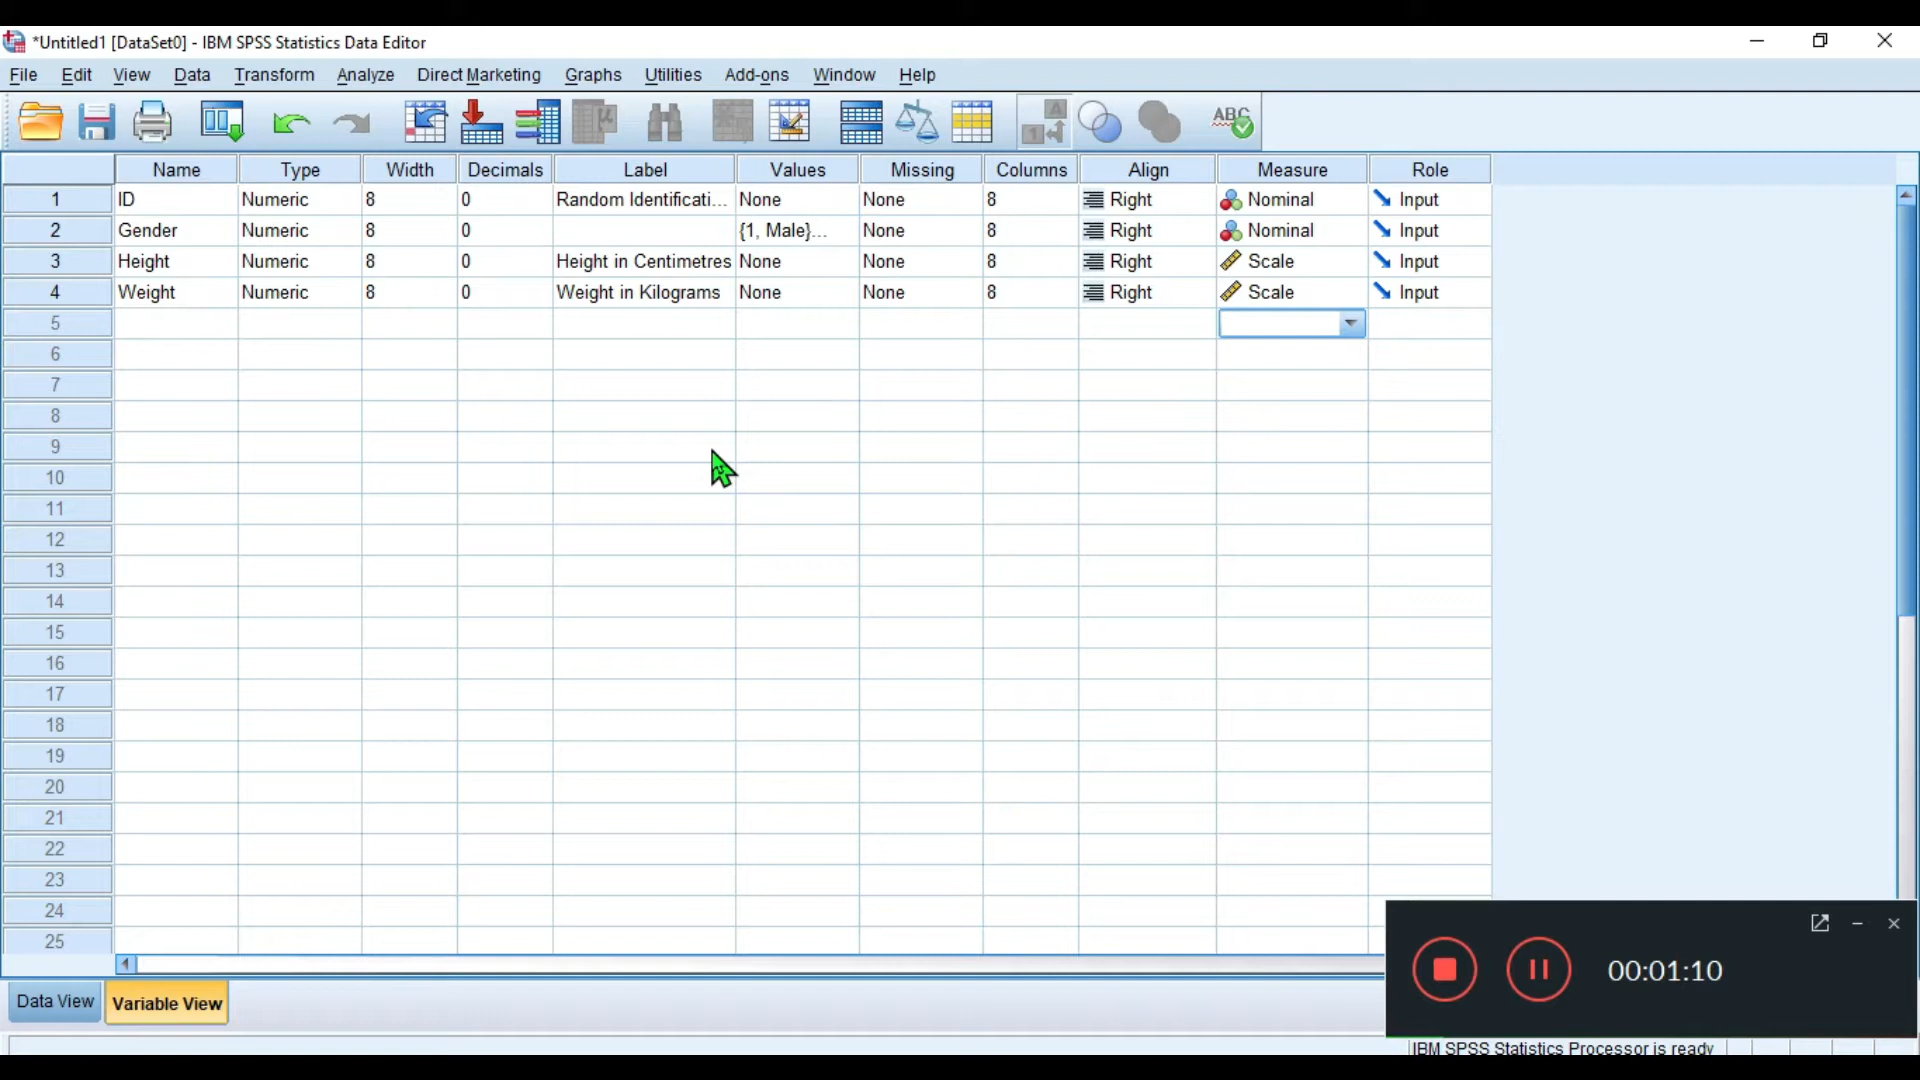 *Untitled1 [DataSet0] - IBM SPSS Statistics Data Editor
File Edit View Data Transform Analyze Direct Marketing Graphs Utilities Add-ons Window Help
Name Type Width Decimals Label Values Missing Columns Align Measure Role
1 ID Numeric 8 0 Random Identificati... None None 8 Right Nominal Input
2 Gender Numeric 8 0 {1, Male}... None 8 Right Nominal Input
3 Height Numeric 8 0 Height in Centimetres None None 8 Right Scale Input
4 Weight Numeric 8 0 Weight in Kilograms None None 8 Right Scale Input
5
6
7
8
9
10
11
12
13
14
15
16
17
18
19
20
21
22
23
24
25
00:01:10
Data View Variable View
IBM SPSS Statistics Processor is ready